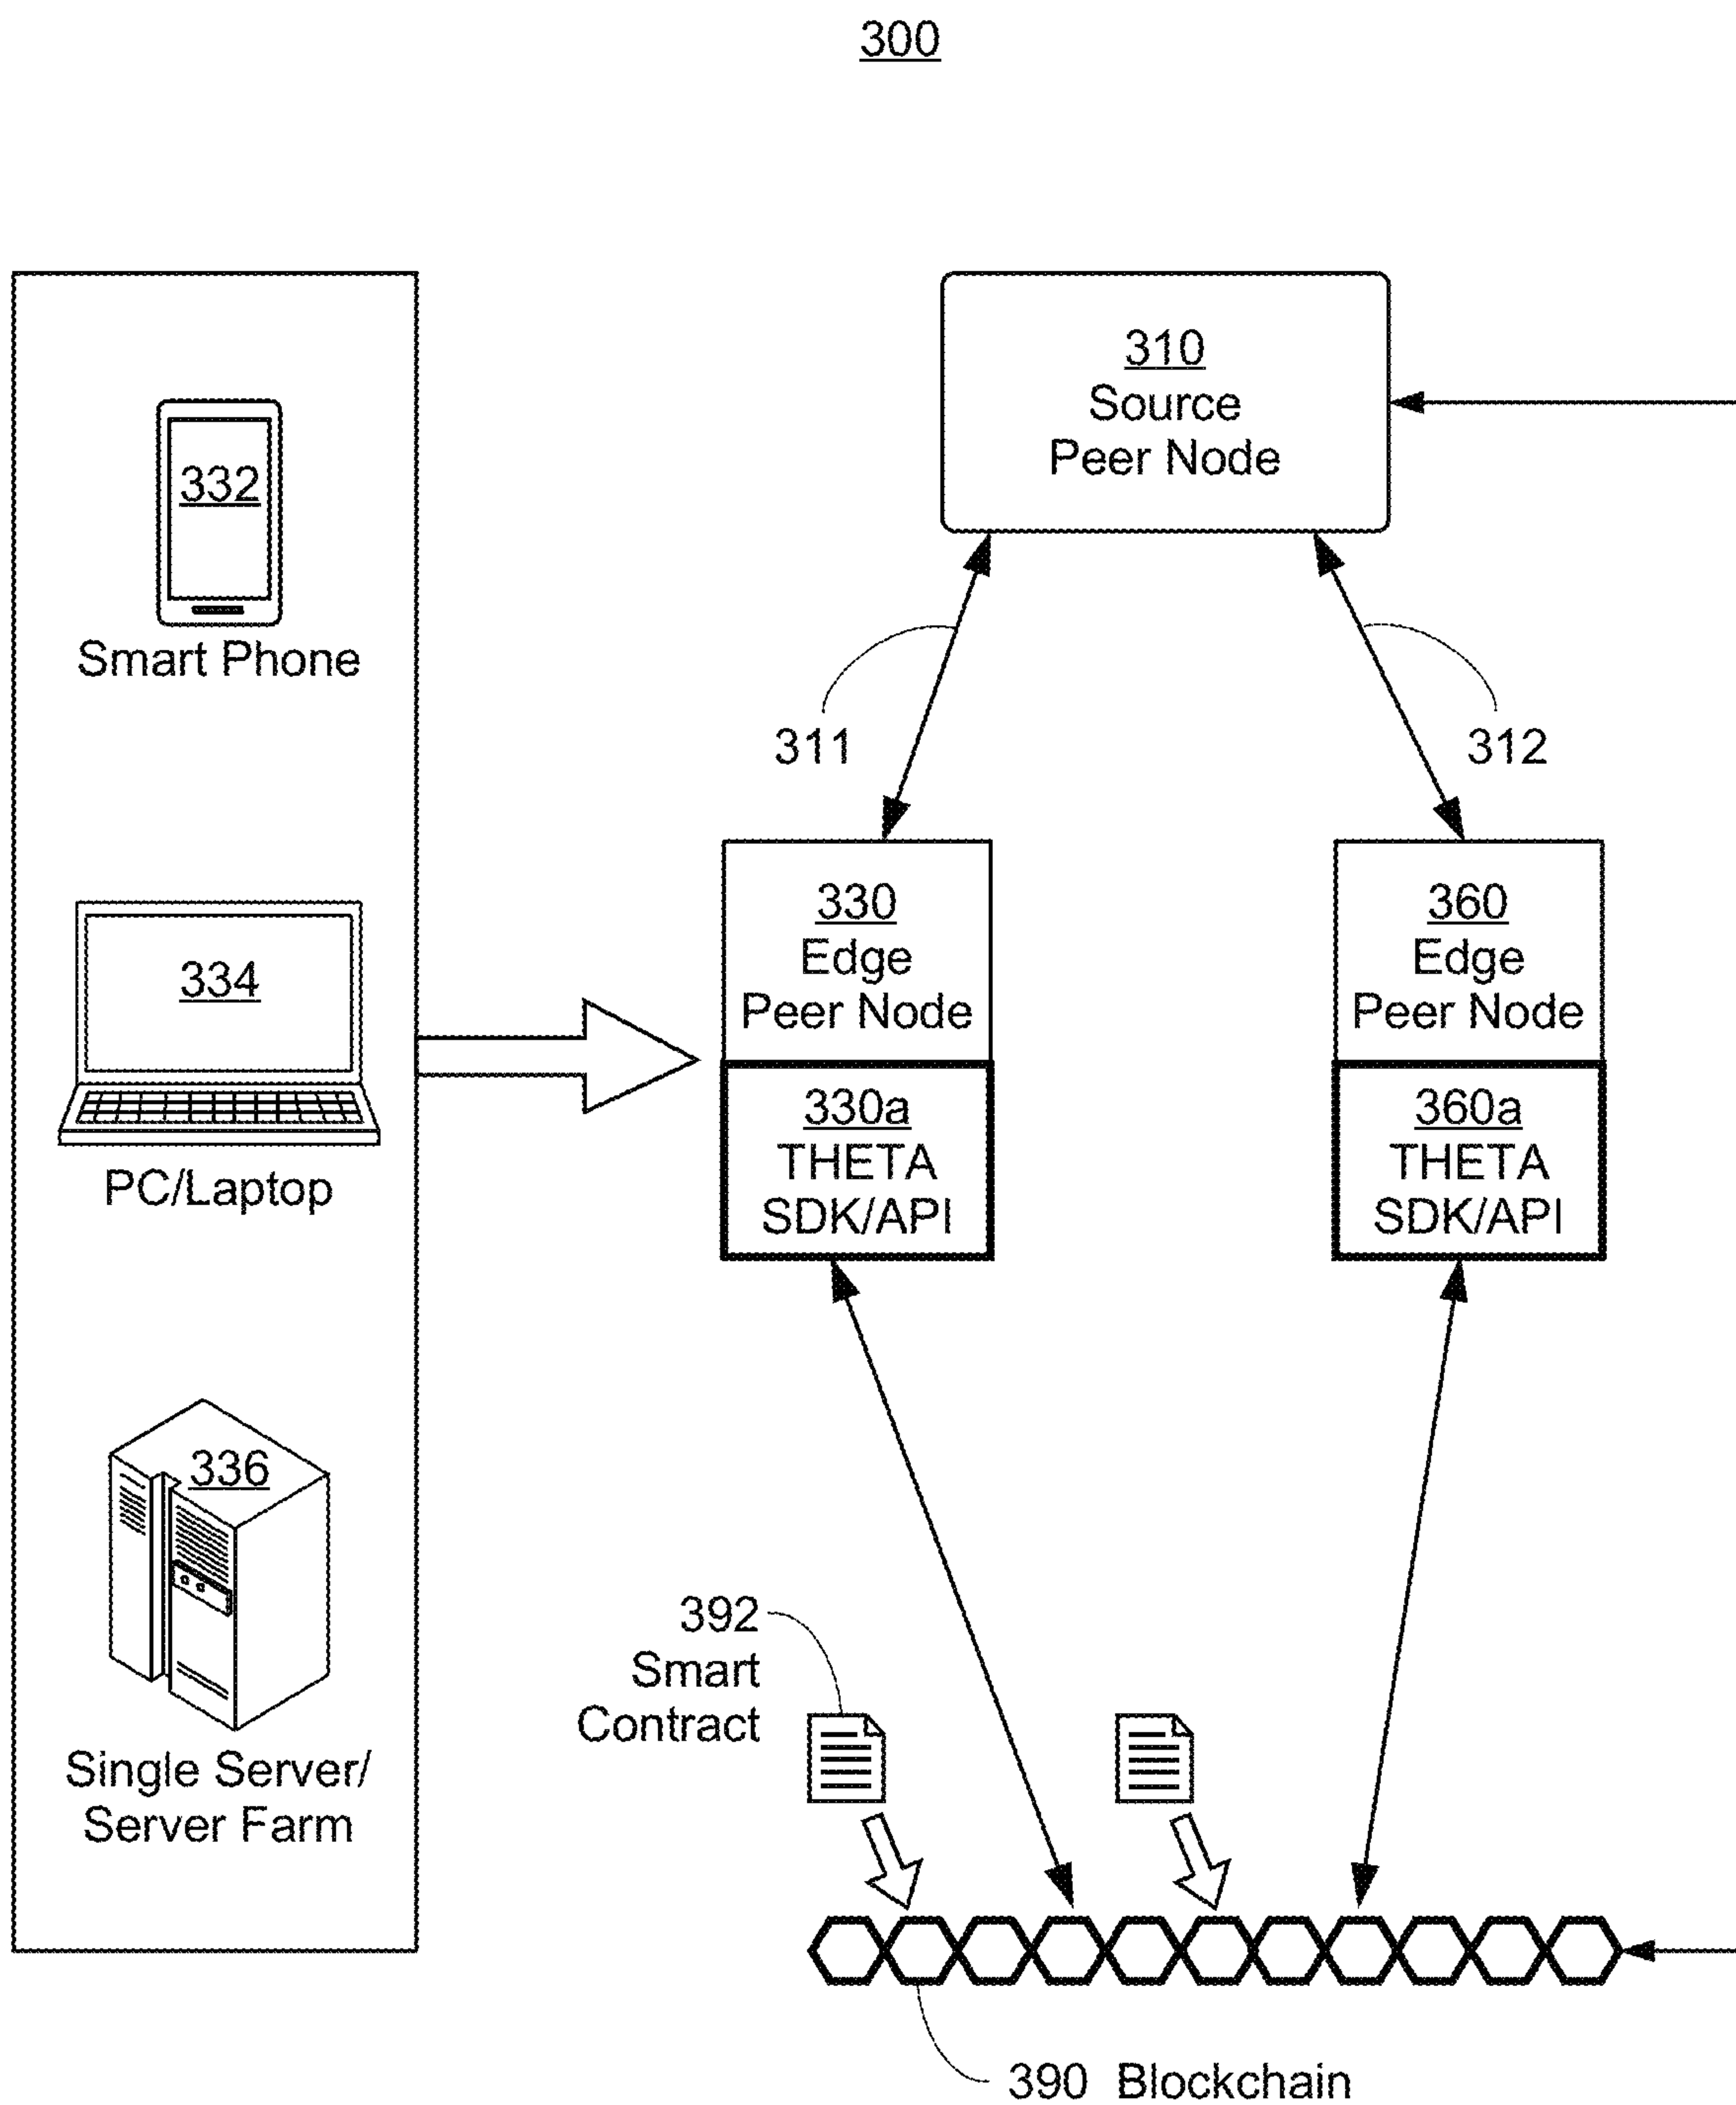 300
310
Source
Peer Node
332
Smart Phone
311
312
334
PC/Laptop
330
Edge
Peer Node
330a
THETA
SDK/API
360
Edge
Peer Node
360a
THETA
SDK/API
336
Single Server/
Server Farm
392
Smart
Contract
390 Blockchain